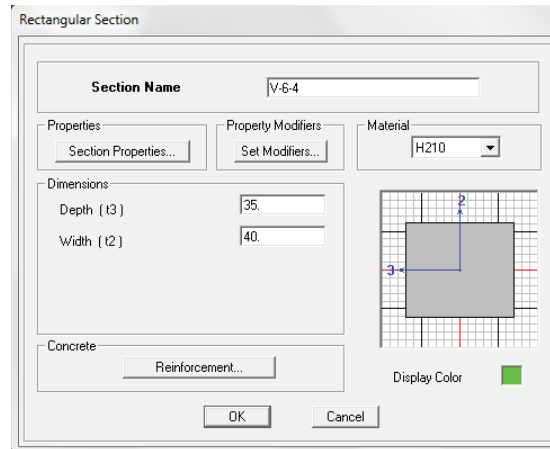 Rectangular Section
Section Name V-6-4
Properties Property Modifiers Material
Section Properties... Set Modifiers... H210
Dimensions
Depth ( t3 ) 35.
Width ( t2 ) 40.
2
3
Concrete
Reinforcement...
Display Color
OK Cancel